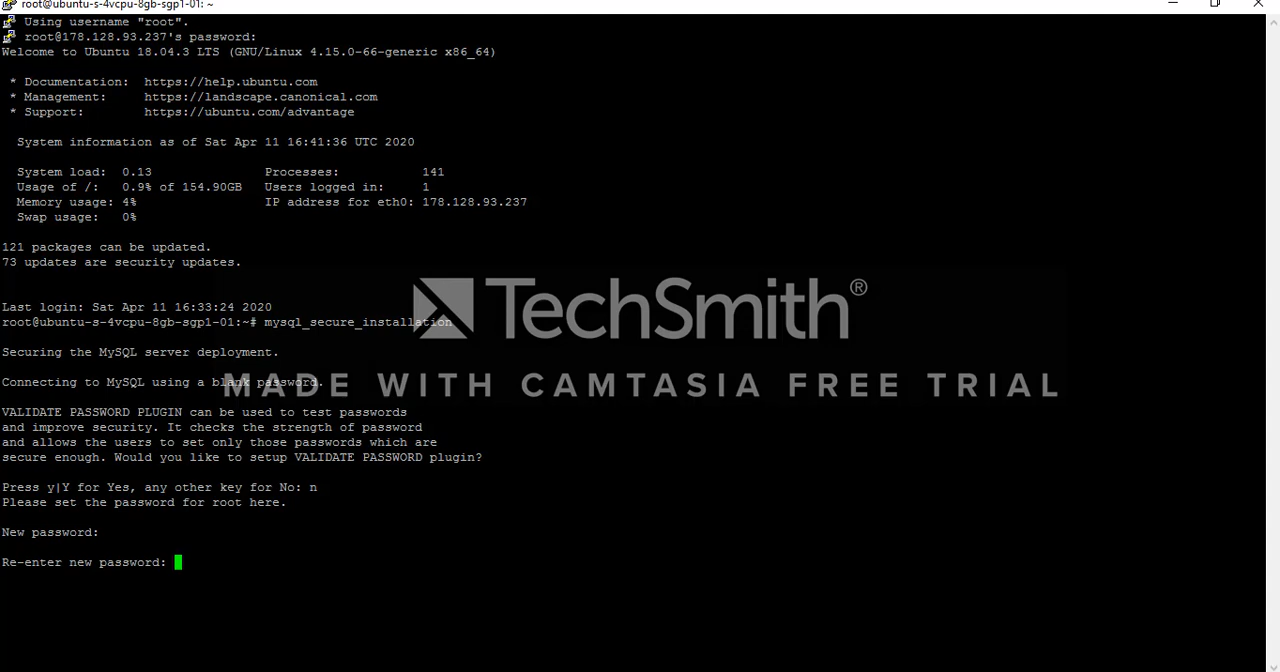 root@ubuntu-s-4vcpu-8gb-sgp1-01: ~
Using username "root".
root@178.128.93.237's password:
Welcome to Ubuntu 18.04.3 LTS (GNU/Linux 4.15.0-66-generic x86_64)
* Documentation: https://help.ubuntu.com
* Management: https://landscape.canonical.com
* Support: https://ubuntu.com/advantage
System information as of Sat Apr 11 16:41:36 UTC 2020
System load: 0.13 Processes: 141
Usage of /: 0.9% of 154.90GB Users logged in: 1
Memory usage: 4% IP address for eth0: 178.128.93.237
Swap usage: 0%
121 packages can be updated.
73 updates are security updates.
Last login: Sat Apr 11 16:33:24 2020
root@ubuntu-s-4vcpu-8gb-sgp1-01:~# mysql_secure_installation
TechSmith®
Securing the MySQL server deployment.
Connecting to MySQL using a blank password.
MADE WITH CAMTASIA FREE TRIAL
VALIDATE PASSWORD PLUGIN can be used to test passwords
and improve security. It checks the strength of password
and allows the users to set only those passwords which are
secure enough. Would you like to setup VALIDATE PASSWORD plugin?
Press y|Y for Yes, any other key for No: n
Please set the password for root here.
New password:
Re-enter new password: